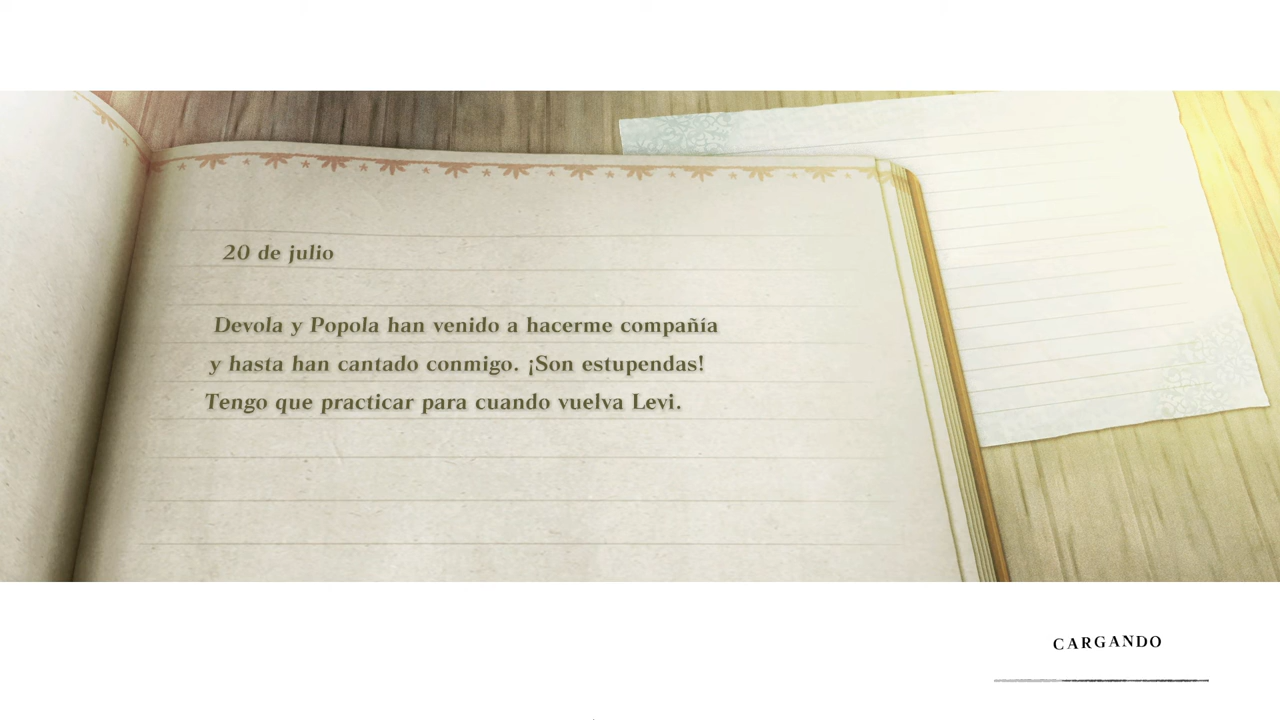 20 de julio
Devola y Popola han venido a hacerme compañía
y hasta han cantado conmigo. ¡Son estupendas!
Tengo que practicar para cuando vuelva Levi.
CARGANDO